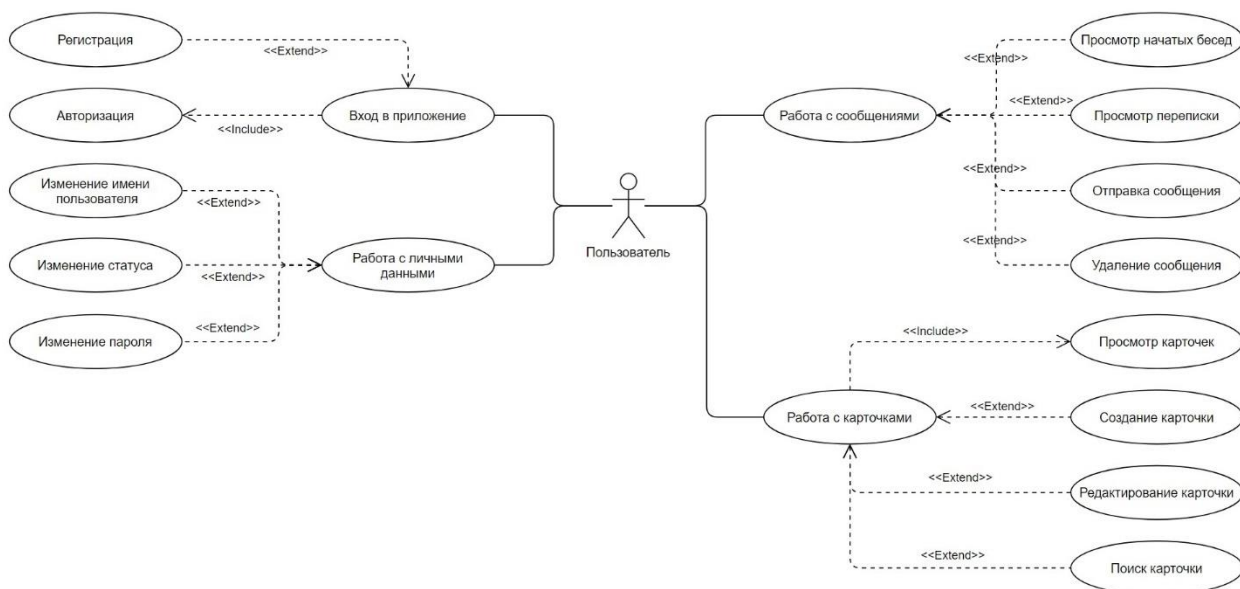 Регистрация
<<Extend>>
Авторизация
<<Include>>
Вход в приложение
Изменение имени
пользователя
<<Extend>>
Изменение статуса
<<Extend>>
Работа с личными
данными
Изменение пароля
<<Extend>>
Пользователь
Работа с сообщениями
<<Extend>>
Просмотр начатых бесед
<<Extend>>
Просмотр переписки
<<Extend>>
Отправка сообщения
<<Extend>>
Удаление сообщения
<<Include>>
Просмотр карточек
Работа с карточками
<<Extend>>
Создание карточки
<<Extend>>
Редактирование карточки
<<Extend>>
Поиск карточки